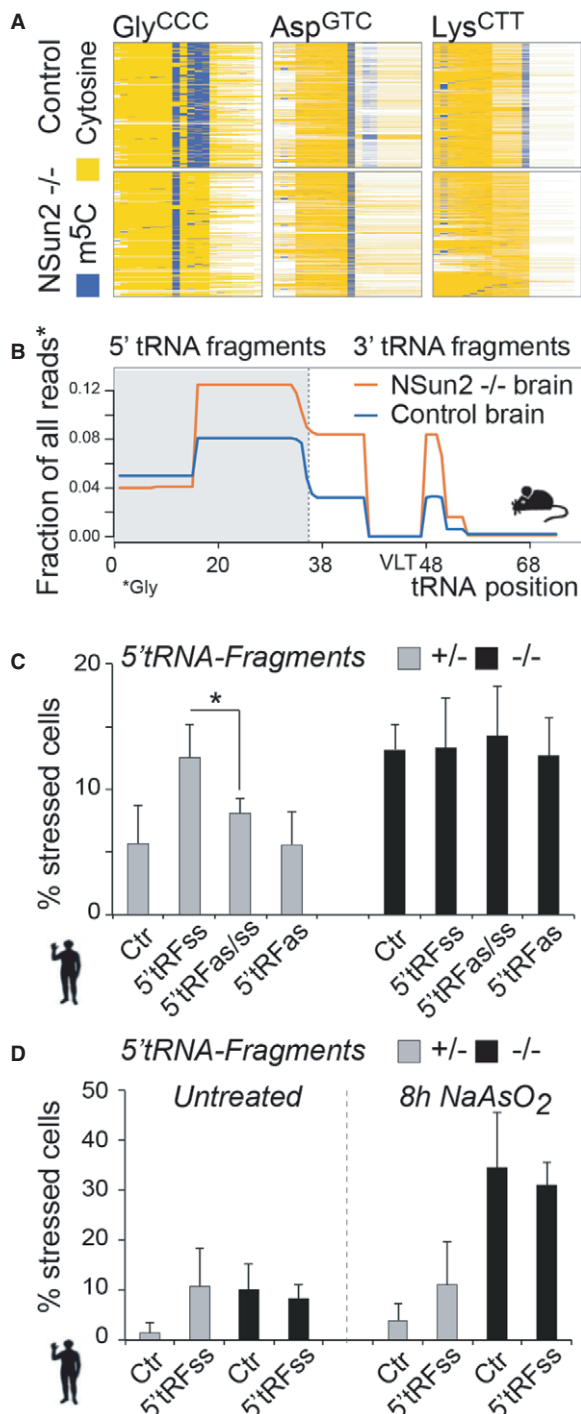 A
Gly^CCC Asp^GTC Lys^CTT
Control
NSun2 -/-
Cytosine
m5C
B
5' tRNA fragments 3' tRNA fragments
NSun2 -/- brain
Control brain
Fraction of all reads*
0.12
0.08
0.04
0.00
0 20 38 VLT 48 68
*Gly
tRNA position
C
5'tRNA-Fragments +/- -/-
% stressed cells
20
10
0
Ctr 5'tRFss 5'tRFas/ss 5'tRFas Ctr 5'tRFss 5'tRFas/ss 5'tRFas
*
D
5'tRNA-Fragments +/- -/-
Untreated 8h NaAsO₂
% stressed cells
50
40
30
20
10
0
Ctr 5'tRFss Ctr 5'tRFss Ctr 5'tRFss Ctr 5'tRFss